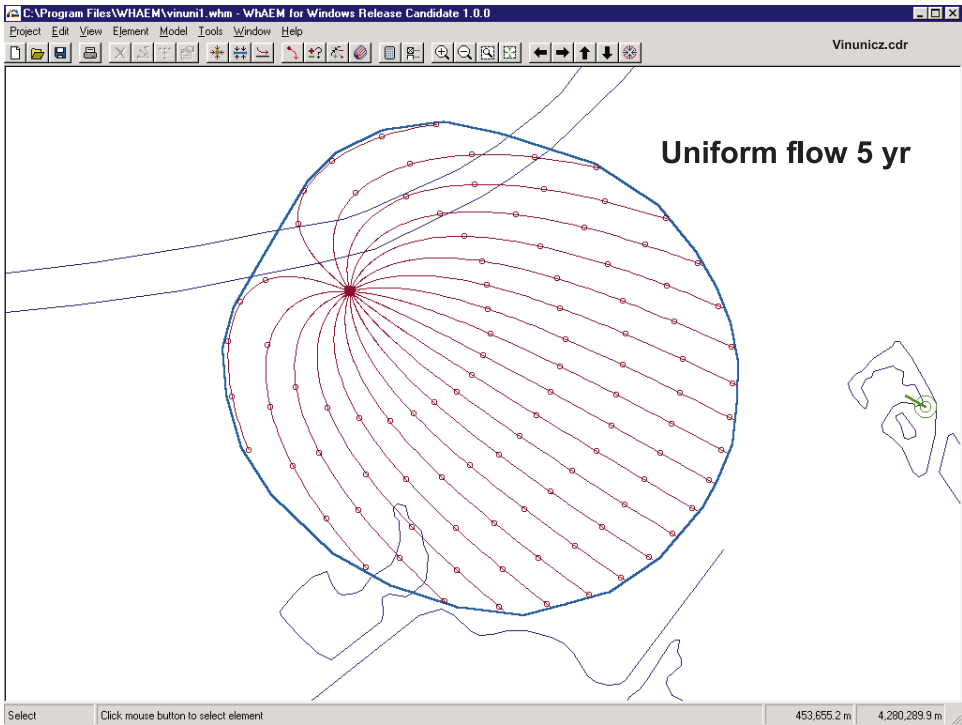 C:\Program Files\WHAEM\vinuni1.whm - WhAEM for Windows Release Candidate 1.0.0
Project Edit View Element Model Tools Window Help
Vinunicz.cdr
Uniform flow 5 yr
Select Click mouse button to select element 453,655.2 m 4,280,289.9 m